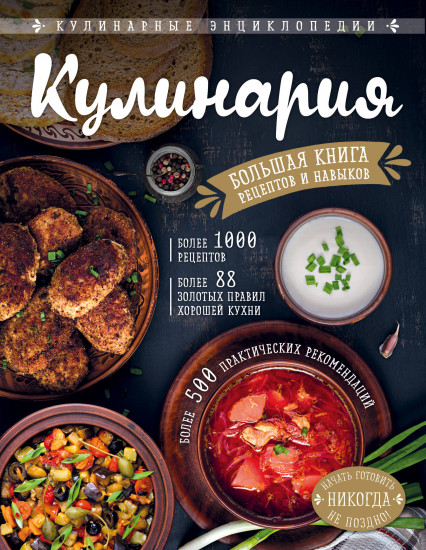 КУЛИНАРНЫЕ ЭНЦИКЛОПЕДИИ
Кулинария
БОЛЬШАЯ КНИГА
РЕЦЕПТОВ И НАВЫКОВ
БОЛЕЕ 1000
РЕЦЕПТОВ
БОЛЕЕ 88
ЗОЛОТЫХ ПРАВИЛ
ХОРОШЕЙ КУХНИ
БОЛЕЕ 500 ПРАКТИЧЕСКИХ РЕКОМЕНДАЦИЙ
НАЧАТЬ ГОТОВИТЬ
НИКОГДА
НЕ ПОЗДНО!